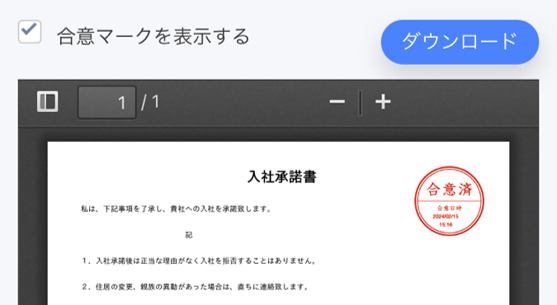 合意マークを表示する
ダウンロード
1 / 1
入社承諾書
合意済
合意日時
2024/02/15
15:16
私は、下記事項を了承し、貴社への入社を承諾致します。
記
1．入社承諾後は正当な理由がなく入社を拒否することはありません。
2．住居の変更、親族の異動があった場合は、直ちに連絡致します。